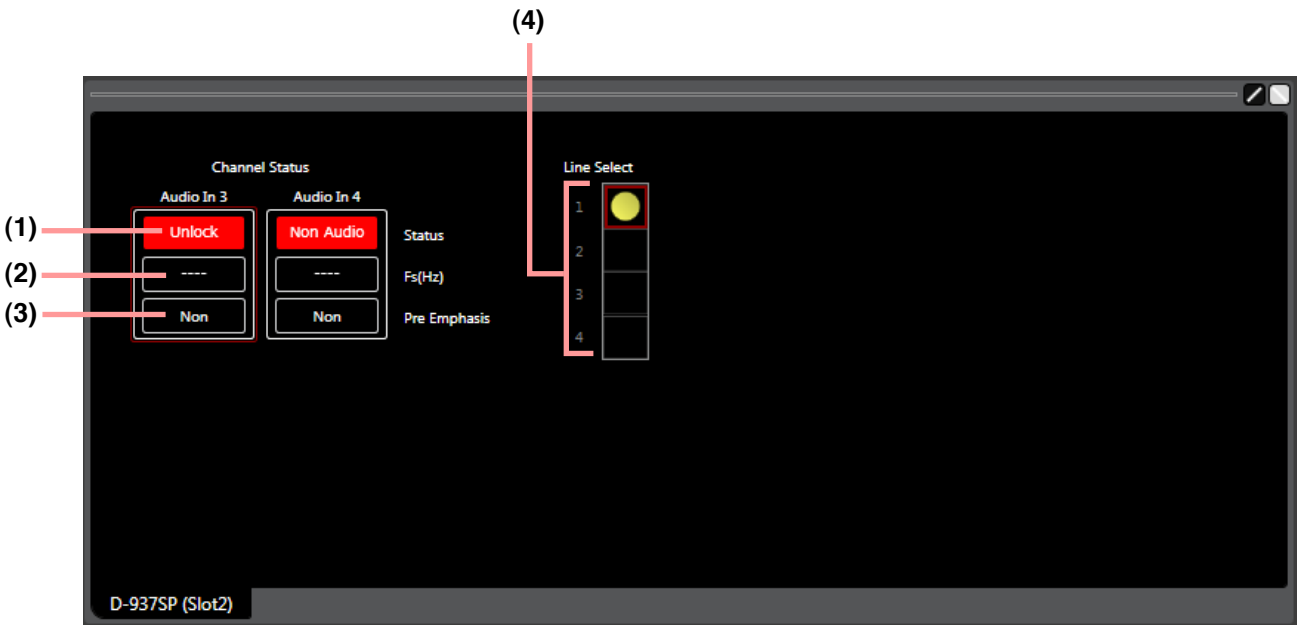 (4)
Channel Status
Line Select
Audio In 3 Audio In 4
1
(1) Unlock Non Audio Status
2
(2) ---- ---- Fs(Hz)
3
(3) Non Non Pre Emphasis
4
D-937SP (Slot2)